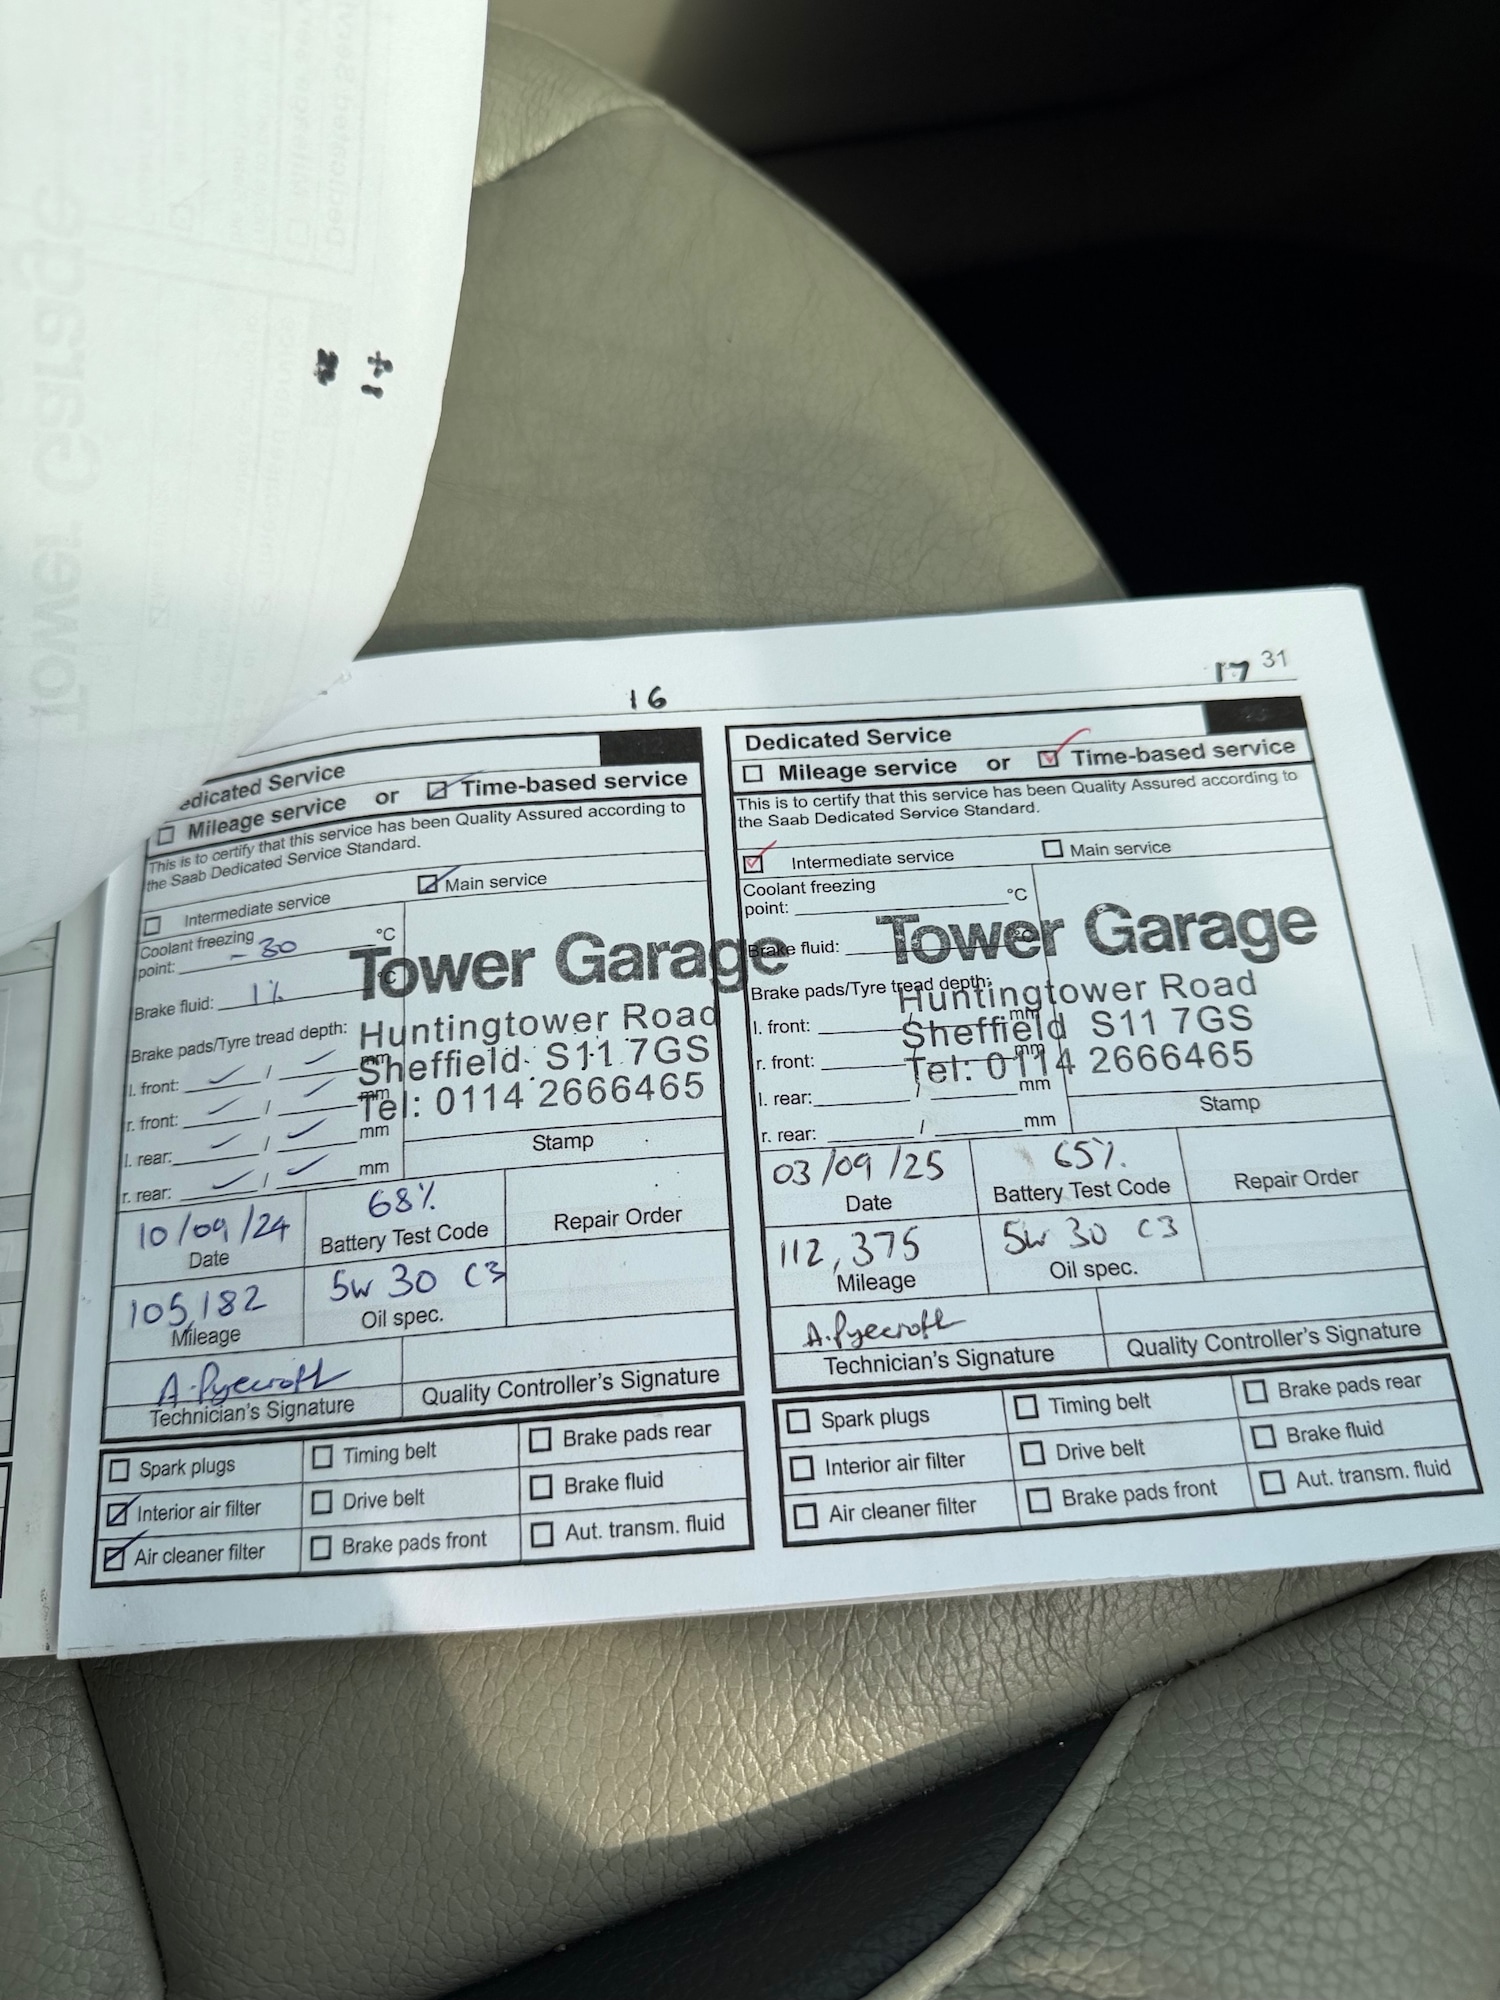 Tower Garage
16
edicated Service
Mileage service or Time-based service
This is to certify that this service has been Quality Assured according to
the Saab Dedicated Service Standard.
Intermediate service Main service
Coolant freezing
point: - 30 °C
Brake fluid: 1%
Brake pads/Tyre tread depth:
l. front: / mm
r. front: / mm
l. rear: / mm
r. rear: / mm
Tower Garage
Huntingtower Road
Sheffield S11 7GS
Tel: 0114 2666465
Stamp
10/09/24
Date
68%
Battery Test Code
Repair Order
105,182
Mileage
5w 30 C3
Oil spec.
A.Pyecroft
Technician's Signature
Quality Controller's Signature
Spark plugs Timing belt Brake pads rear
Interior air filter Drive belt Brake fluid
Air cleaner filter Brake pads front Aut. transm. fluid
17 31
Dedicated Service
Mileage service or Time-based service
This is to certify that this service has been Quality Assured according to
the Saab Dedicated Service Standard.
Intermediate service Main service
Coolant freezing
point: °C
Brake fluid:
Brake pads/Tyre tread depth:
l. front: mm
r. front: mm
l. rear: / mm
r. rear: / mm
Tower Garage
Huntingtower Road
Sheffield S11 7GS
Tel: 0114 2666465
Stamp
03/09/25
Date
65%
Battery Test Code
Repair Order
112,375
Mileage
5w 30 C3
Oil spec.
A.Pyecroft
Technician's Signature
Quality Controller's Signature
Spark plugs Timing belt Brake pads rear
Interior air filter Drive belt Brake fluid
Air cleaner filter Brake pads front Aut. transm. fluid